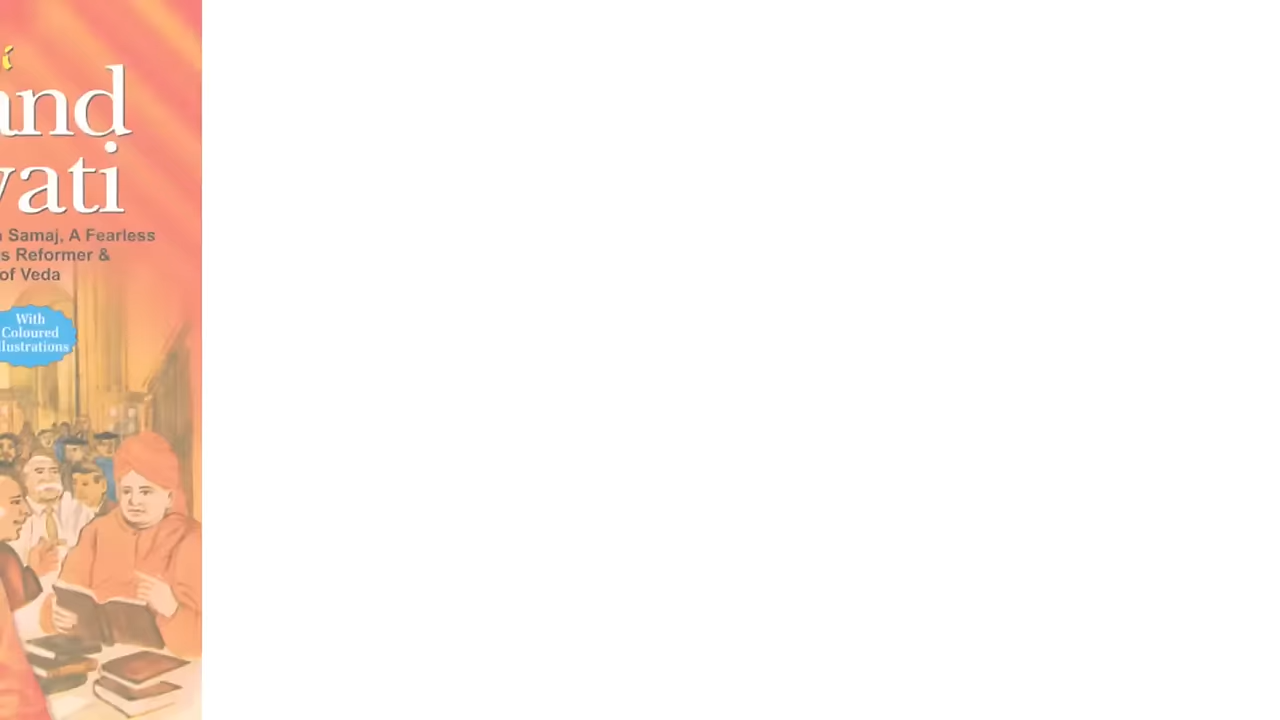 i
and
vati
Samaj, A Fearless
s Reformer &
of Veda
With
Coloured
llustrations